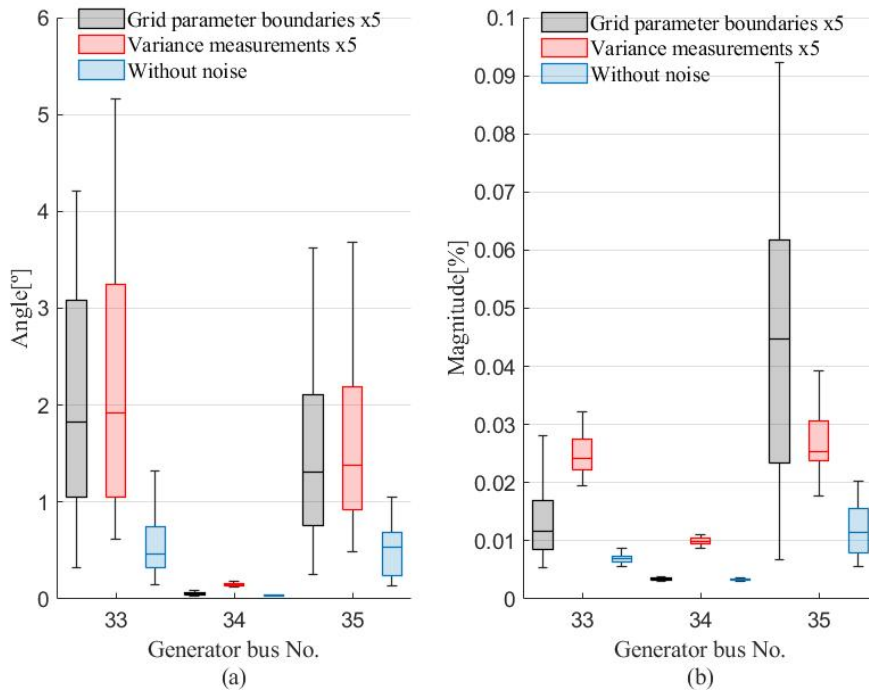 Grid parameter boundaries x5
Variance measurements x5
Without noise
6
5
4
3
2
1
0
Angle[º]
33
34
35
Generator bus No.
(a)
Grid parameter boundaries x5
Variance measurements x5
Without noise
0.1
0.09
0.08
0.07
0.06
0.05
0.04
0.03
0.02
0.01
0
Magnitude[%]
33
34
35
Generator bus No.
(b)